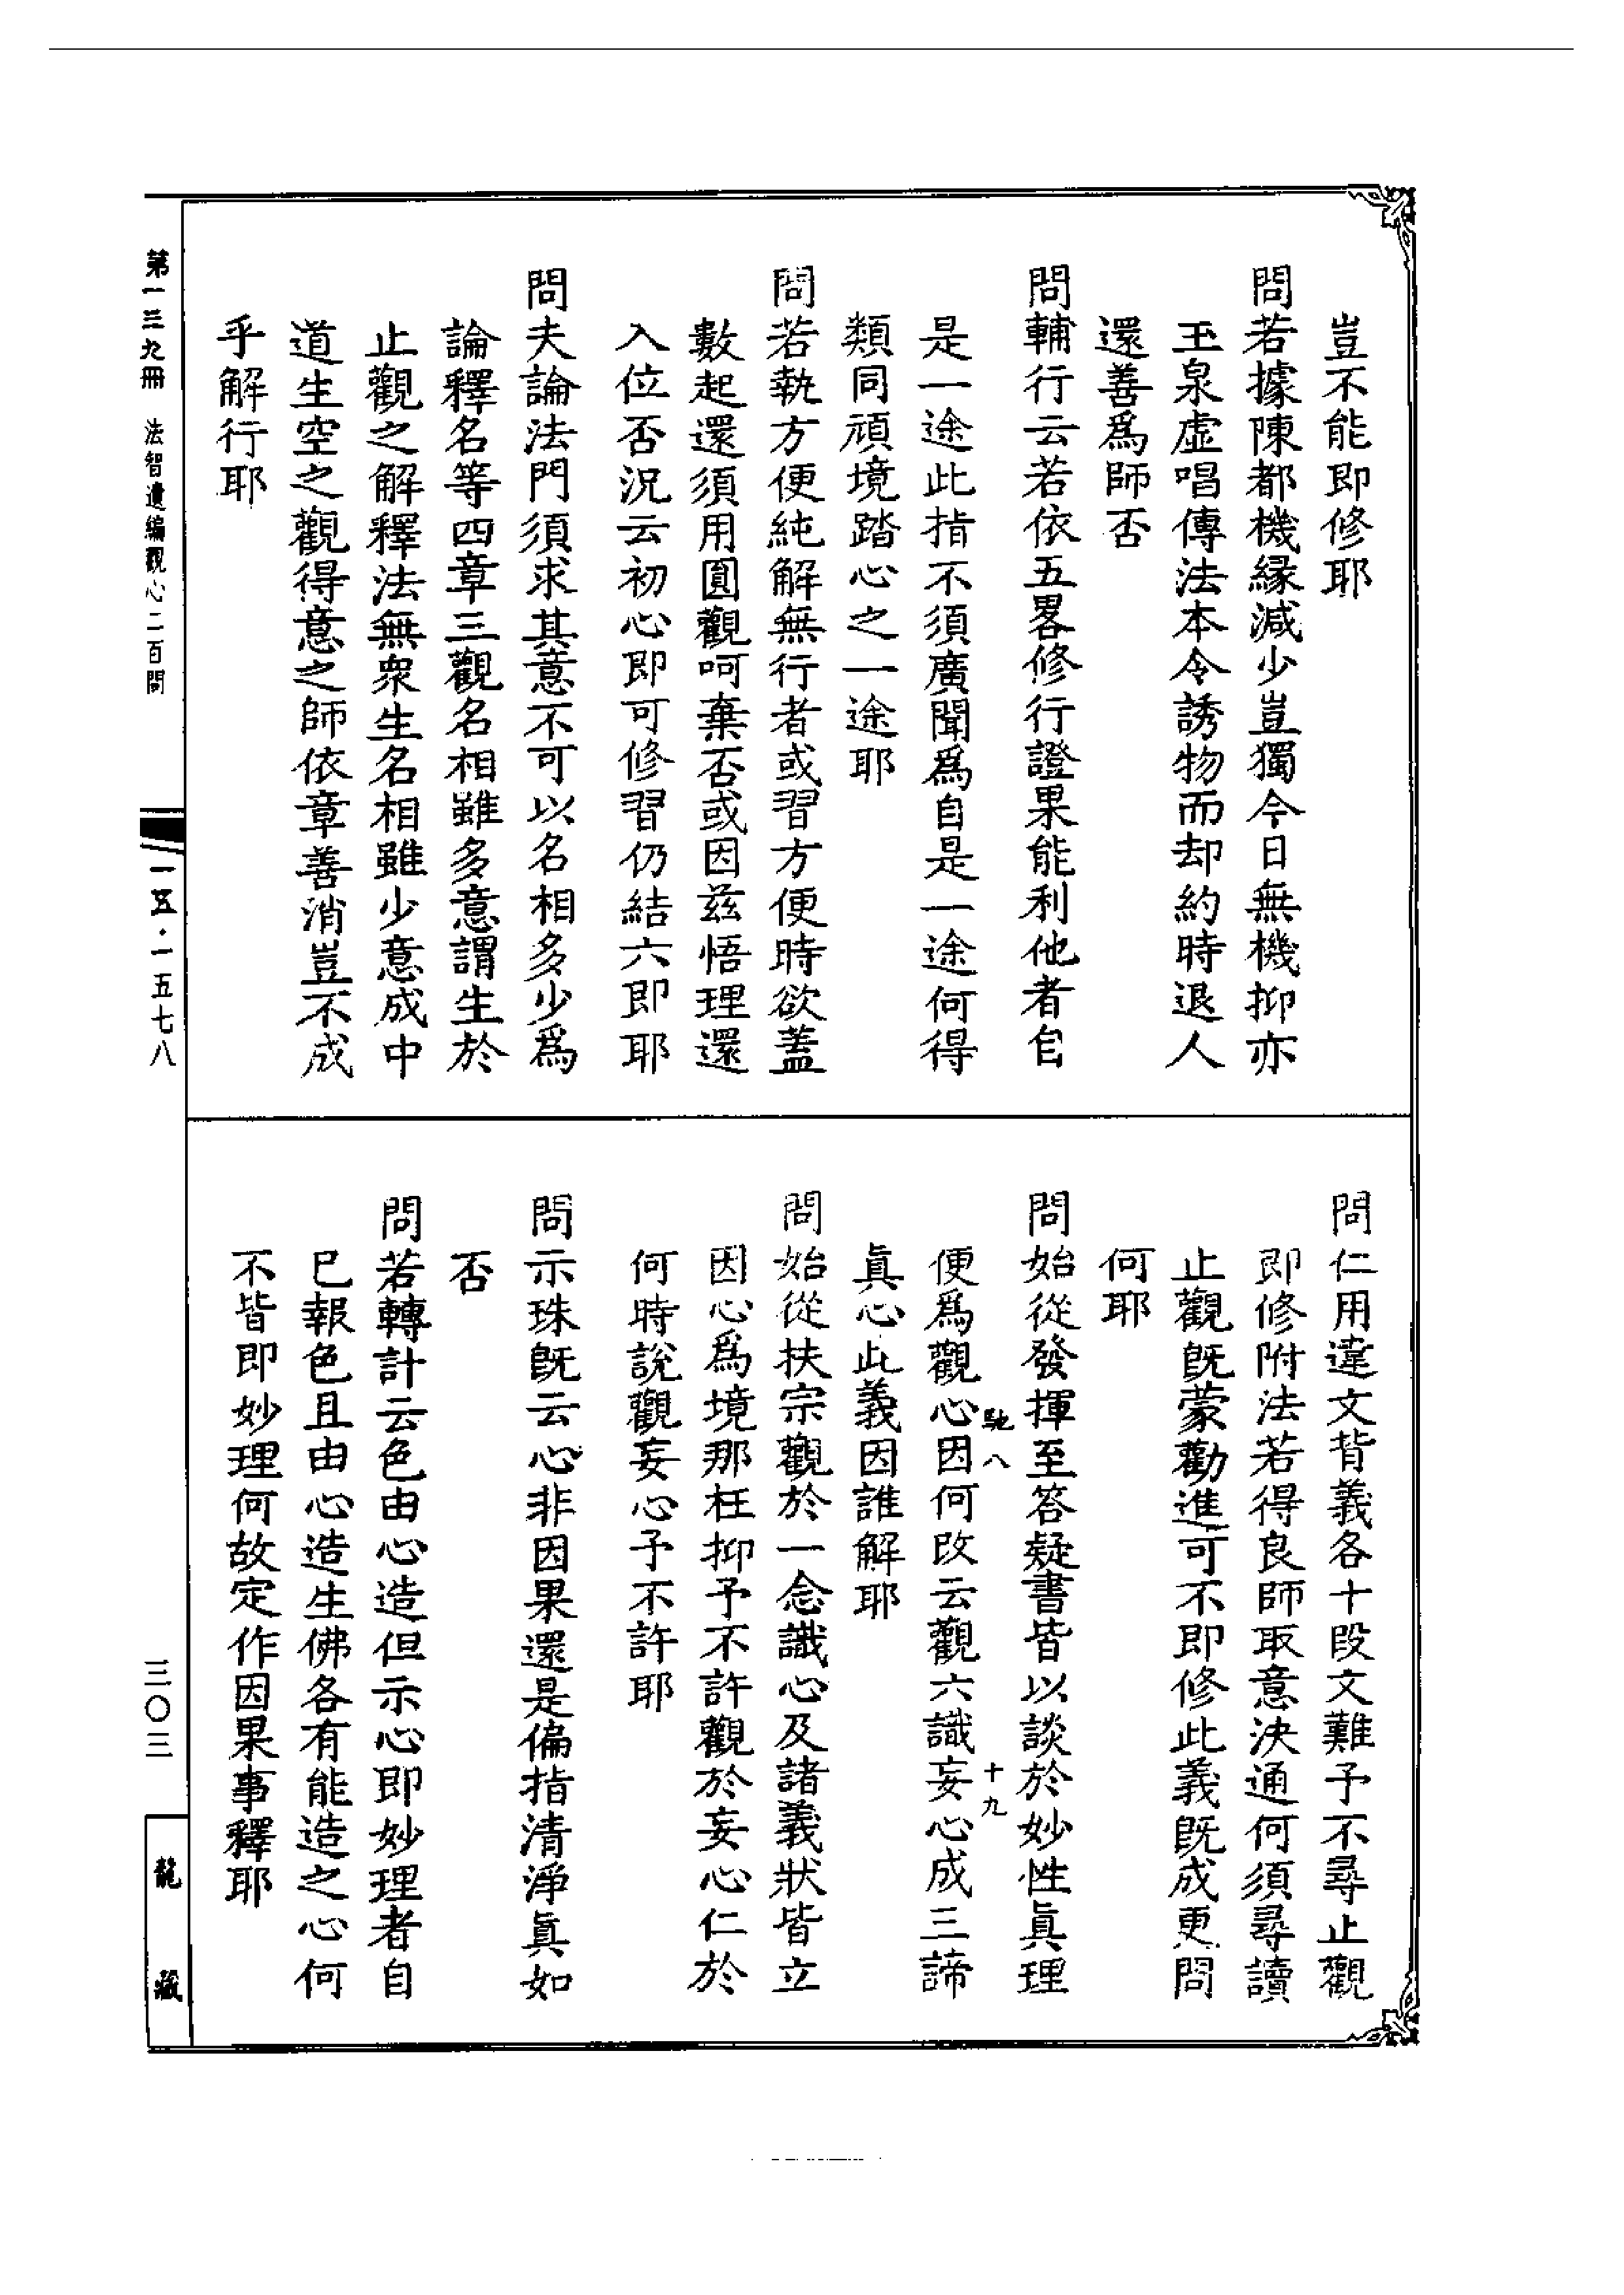 豈不能即修耶
問若據陳都機緣減少豈獨今日無機抑亦
玉泉虛唱傳法本令誘物而却約時退人
還善爲師否
問輔行云若依五畧修行證果能利他者自
是一途此指不須廣聞爲自是一途何得
類同頑境踏心之一途耶
問若執方便純解無行者或習方便時欲蓋
數起還須用圓觀呵棄否或因茲悟理還
入位否況云初心即可修習仍結六即耶
問夫論法門須求其意不可以名相多少爲
論釋名等四章三觀名相雖多意謂生於
止觀之解釋法無衆生名相雖少意成中
道生空之觀得意之師依章善消豈不成
乎解行耶
問仁用違文背義各十段文難予不尋止觀
即修附法若得良師取意決通何須尋讀
止觀旣蒙勸進可不即修此義旣成更問
何耶
問始從發揮至答疑書皆以談於妙性眞理
馳八 十九
便爲觀心因何改云觀六識妄心成三諦
眞心此義因誰解耶
問始從扶宗觀於一念識心及諸義狀皆立
因心爲境那枉抑予不許觀於妄心仁於
何時說觀妄心予不許耶
問示珠旣云心非因果還是偏指清淨眞如
否
問若轉計云色由心造但示心即妙理者自
已報色且由心造生佛各有能造之心何
不皆即妙理何故定作因果事釋耶
第一三九冊 法智遺編觀心二百問
一五·一五七八
三〇三
龍藏